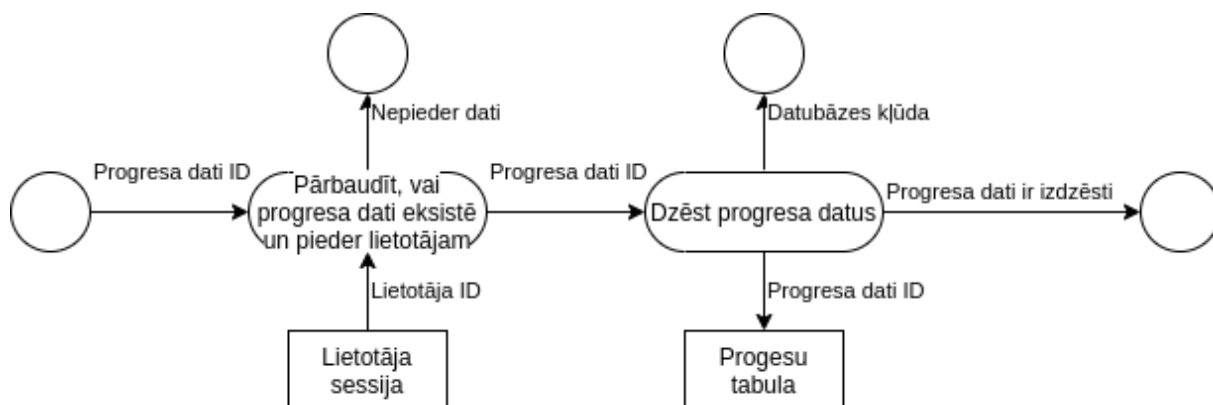 Nepieder dati
Datubāzes kļūda
Progresa dati ID
Pārbaudīt, vai
progresa dati eksistē
un pieder lietotājam
Progresa dati ID
Dzēst progresa datus
Progresa dati ir izdzēsti
Lietotāja ID
Progresa dati ID
Lietotāja
sessija
Progesu
tabula